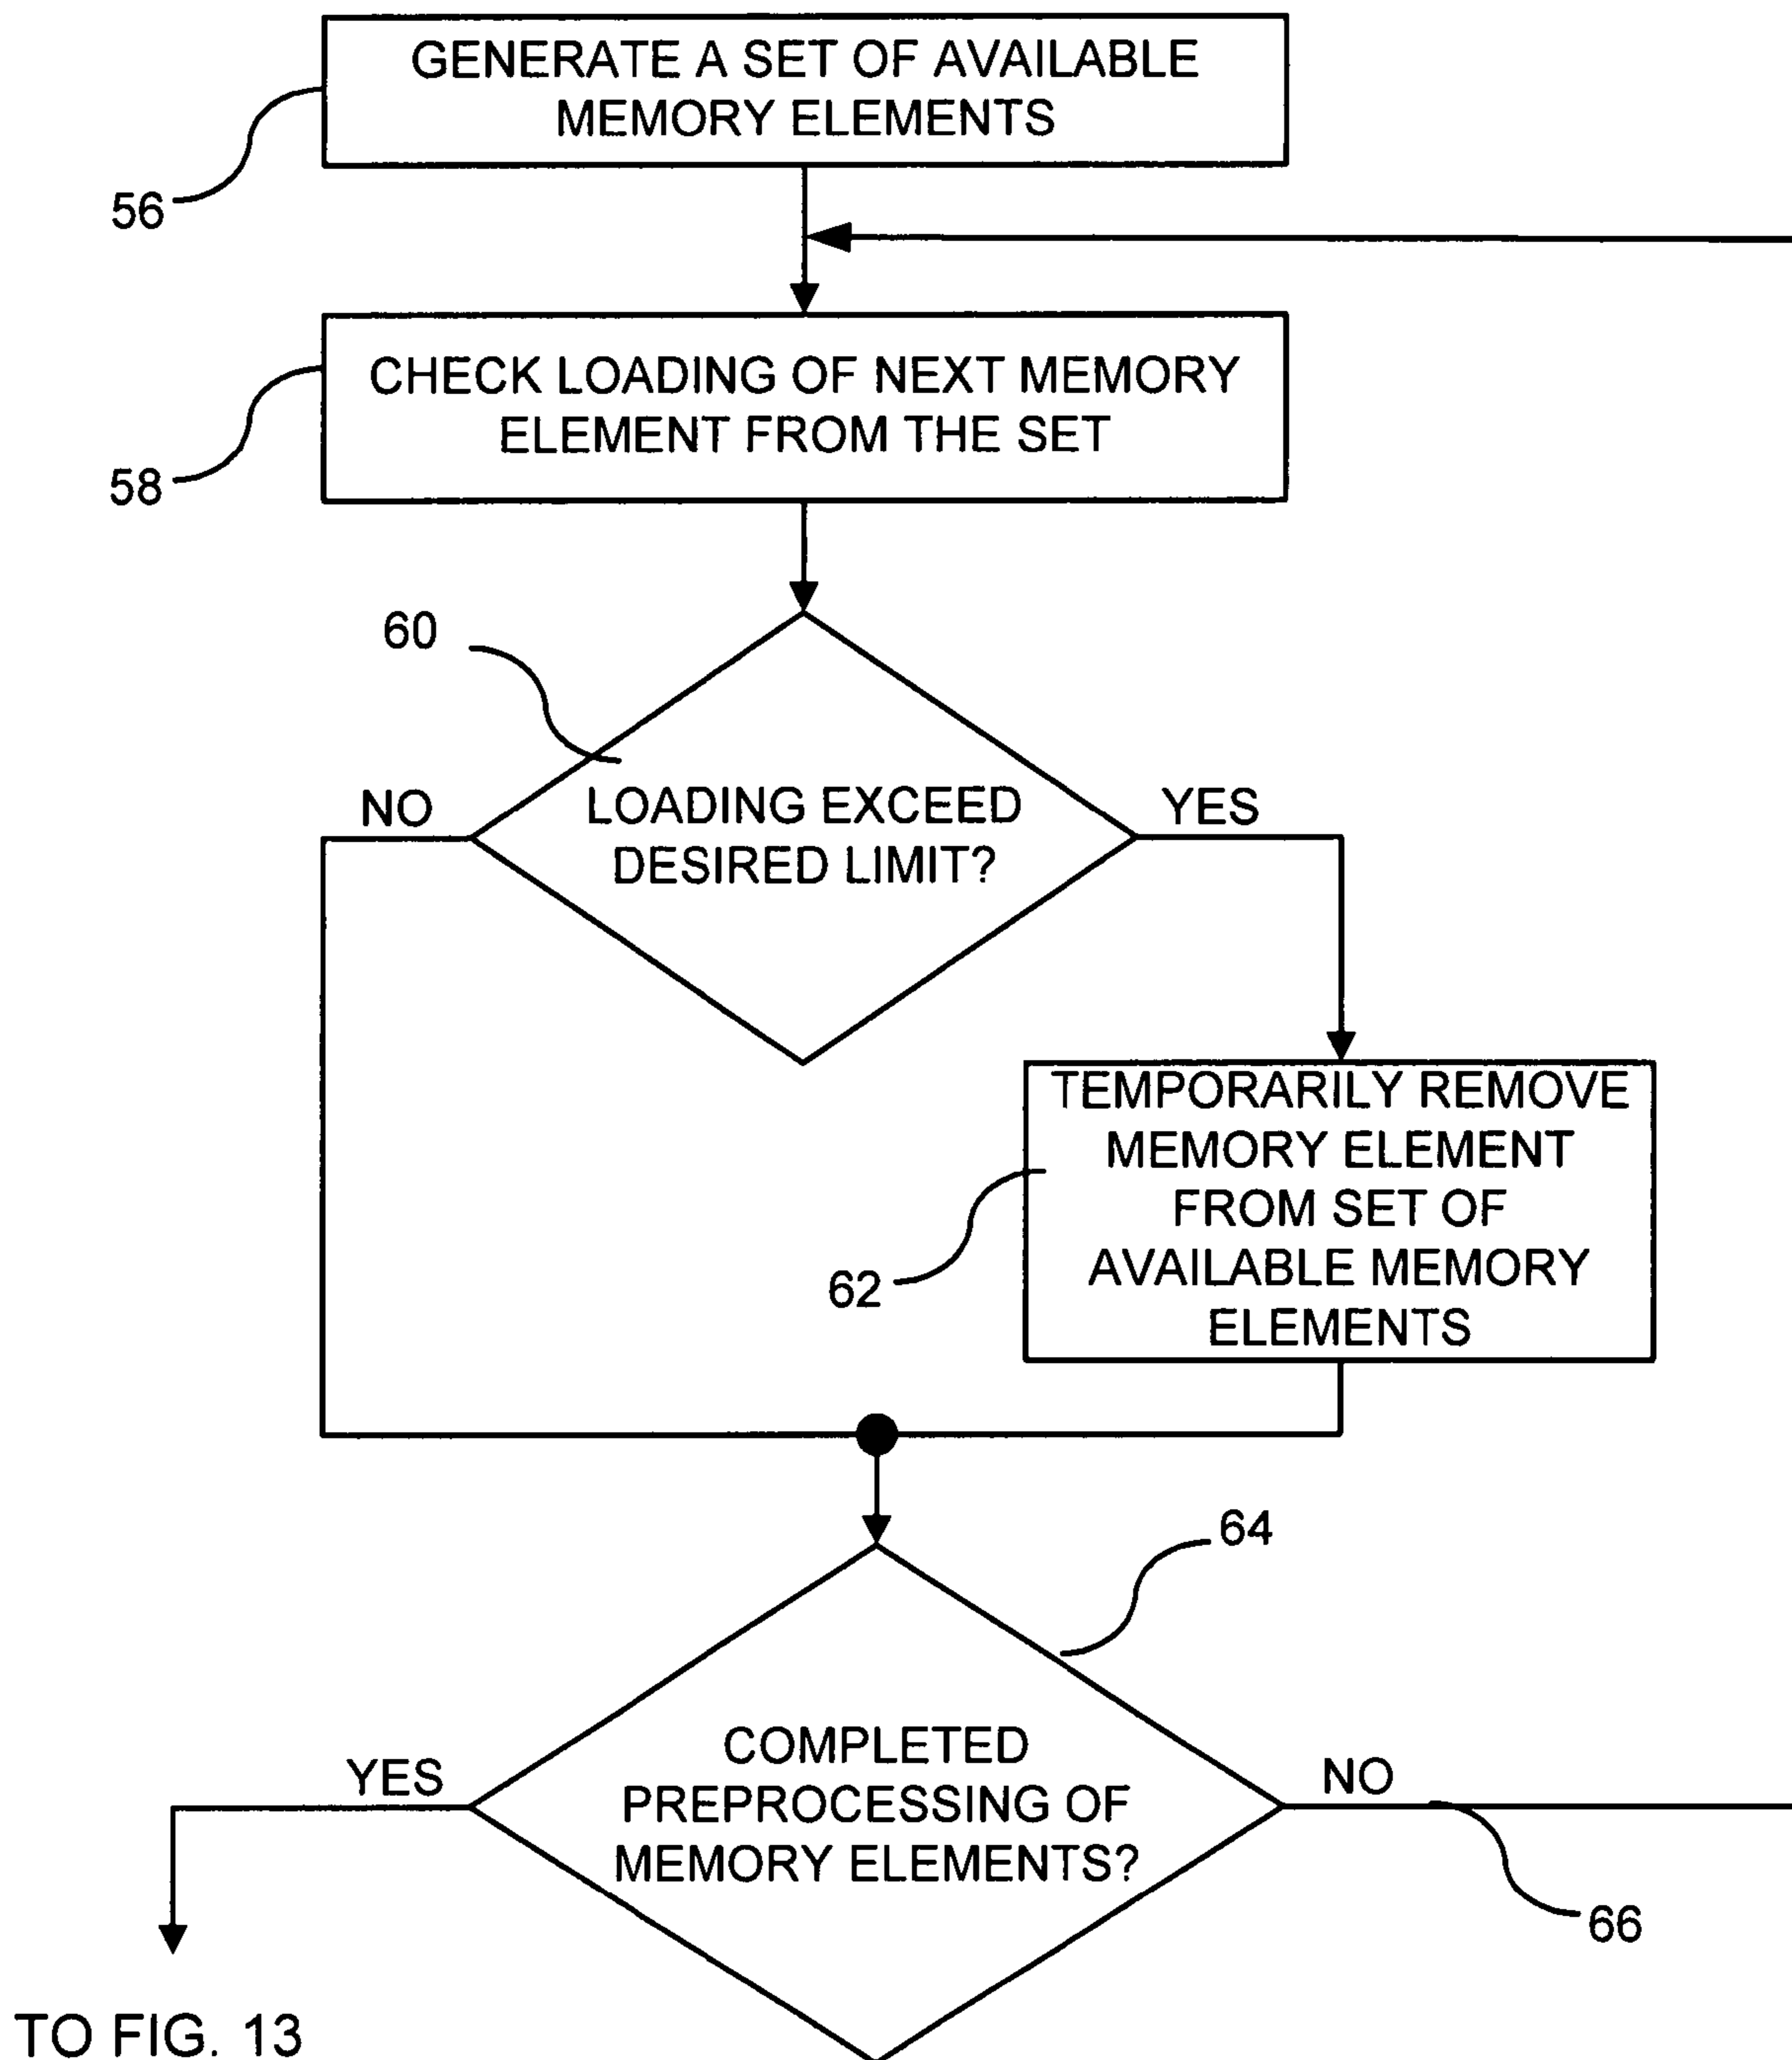 GENERATE A SET OF AVAILABLE
MEMORY ELEMENTS
56
CHECK LOADING OF NEXT MEMORY
ELEMENT FROM THE SET
58
60
NO
LOADING EXCEED
DESIRED LIMIT?
YES
TEMPORARILY REMOVE
MEMORY ELEMENT
FROM SET OF
AVAILABLE MEMORY
ELEMENTS
62
64
YES
COMPLETED
PREPROCESSING OF
MEMORY ELEMENTS?
NO
66
TO FIG. 13